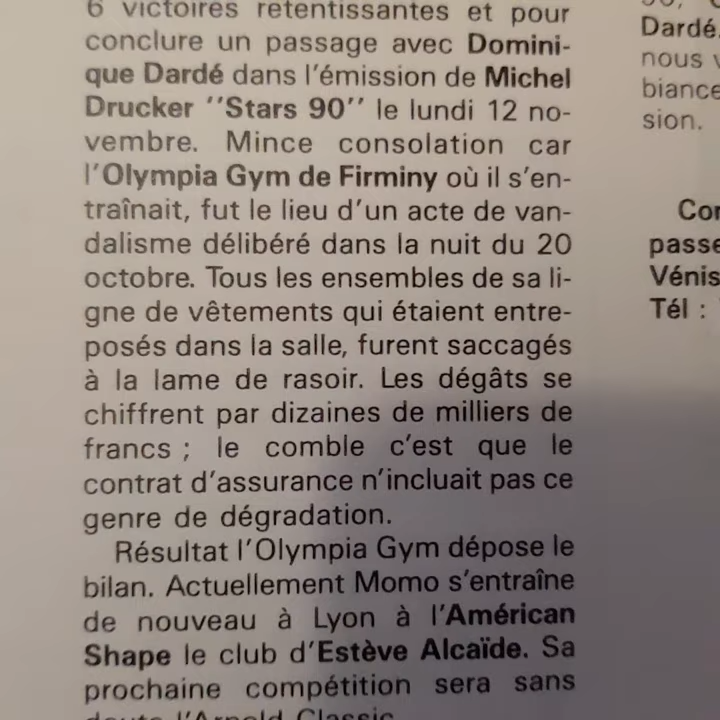 6 victoires retentissantes et pour
conclure un passage avec Domini-
que Dardé dans l'émission de Michel
Drucker "Stars 90" le lundi 12 no-
vembre. Mince consolation car
l'Olympia Gym de Firminy où il s'en-
traînait, fut le lieu d'un acte de van-
dalisme délibéré dans la nuit du 20
octobre. Tous les ensembles de sa li-
gne de vêtements qui étaient entre-
posés dans la salle, furent saccagés
à la lame de rasoir. Les dégâts se
chiffrent par dizaines de milliers de
francs ; le comble c'est que le
contrat d'assurance n'incluait pas ce
genre de dégradation.
Résultat l'Olympia Gym dépose le
bilan. Actuellement Momo s'entraîne
de nouveau à Lyon à l'Américan
Shape le club d'Estève Alcaïde. Sa
prochaine compétition sera sans
doute l'Arnold Classic.
Dardé
nous
biance
sion.
passe
Vénis
Tél :